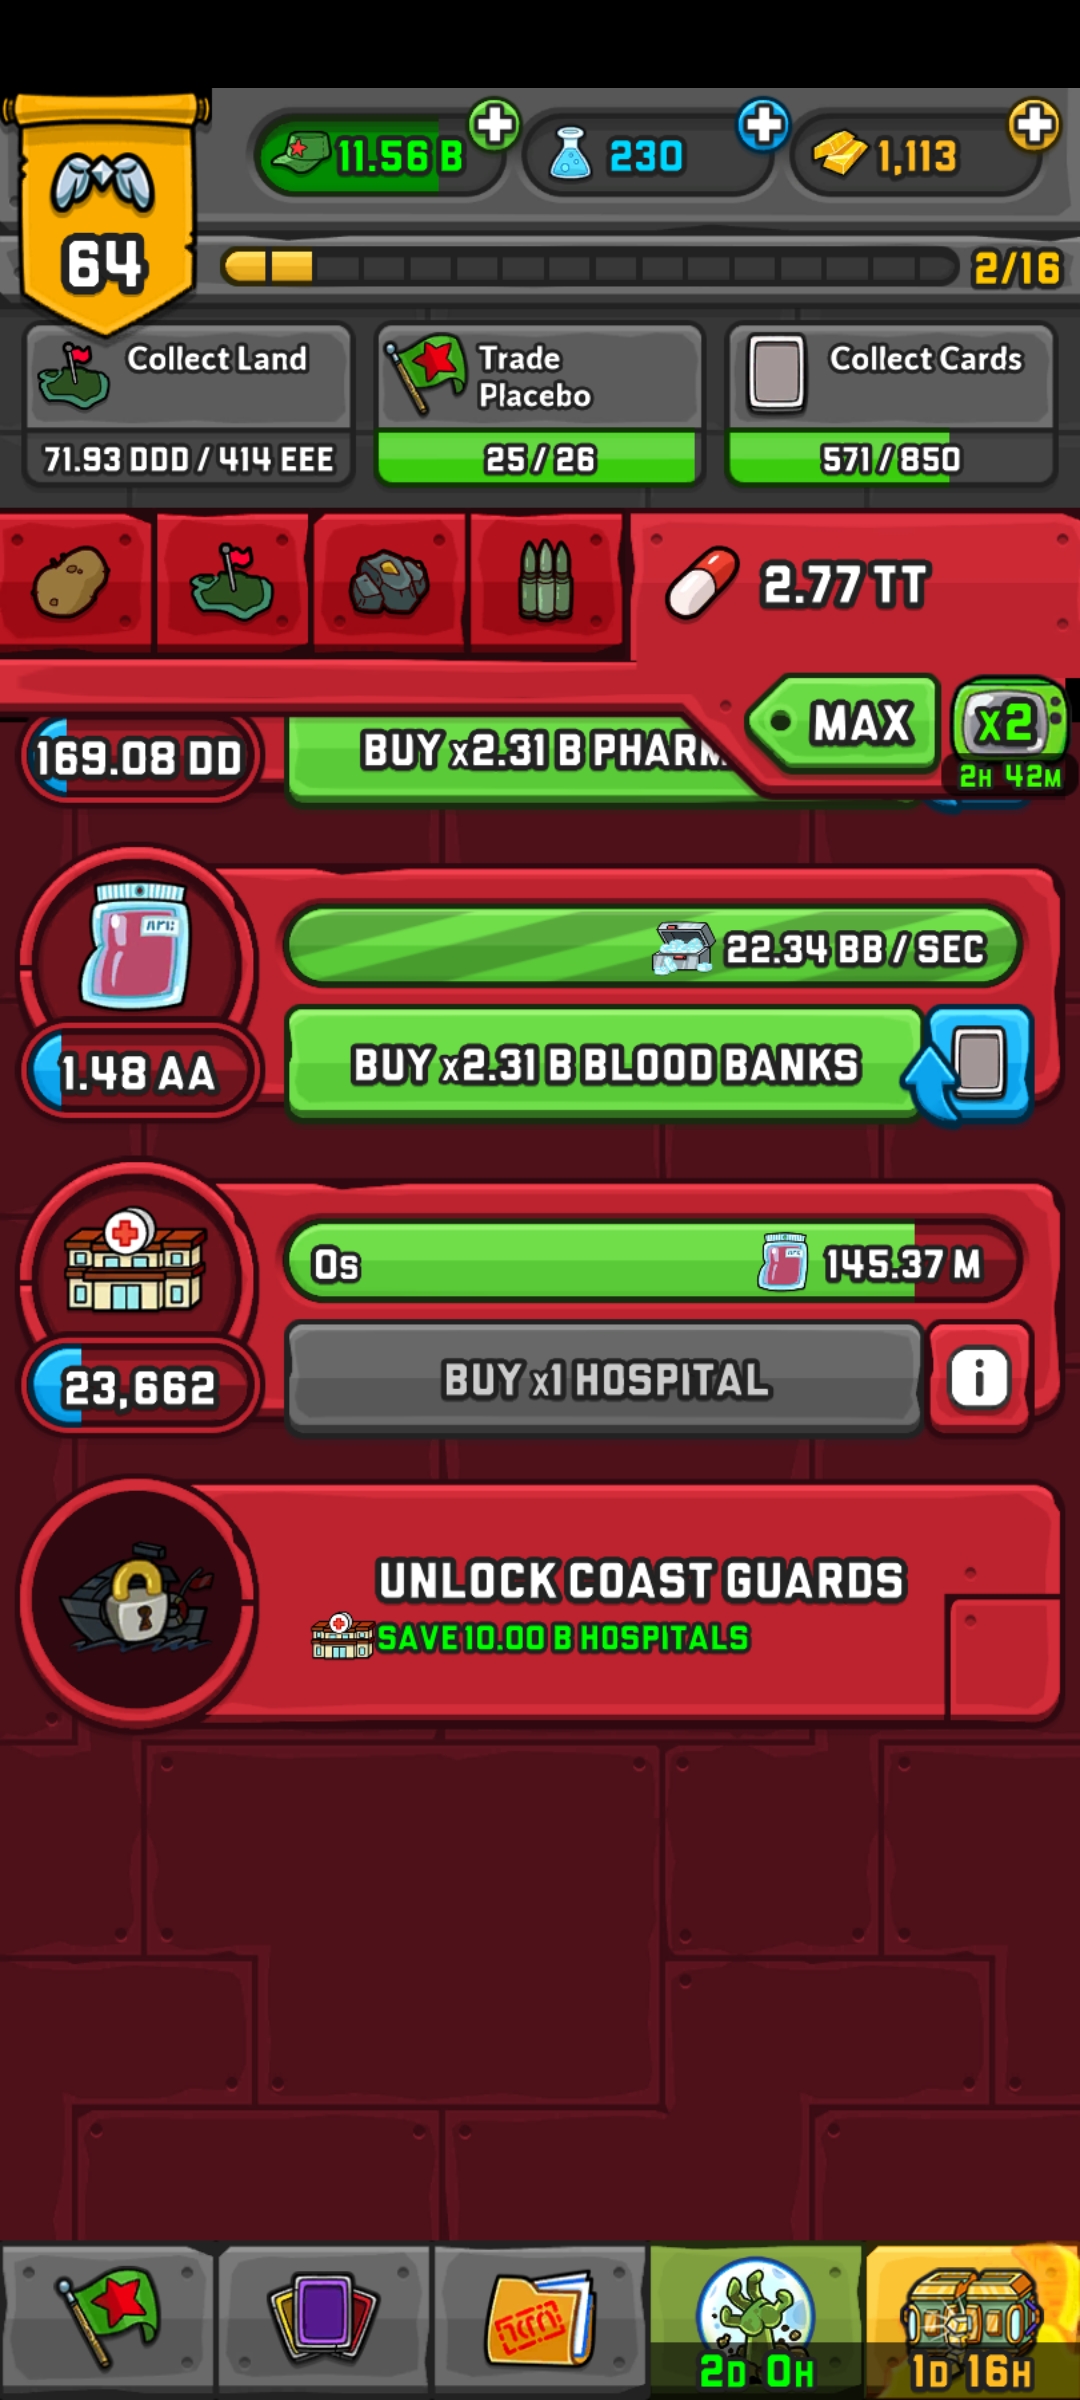 64
11.56 B
230
1,113
2/16
Collect Land
71.93 DDD / 414 EEE
Trade
Placebo
25 / 26
Collect Cards
571 / 850
2.77 TT
MAX
x2
2H 42M
169.08 DD
BUY x2.31 B PHARM
22.34 BB / SEC
1.48 AA
BUY x2.31 B BLOOD BANKS
0s
145.37 M
23,662
BUY x1 HOSPITAL
i
UNLOCK COAST GUARDS
SAVE 10.00 B HOSPITALS
2D 0H
1D 16H